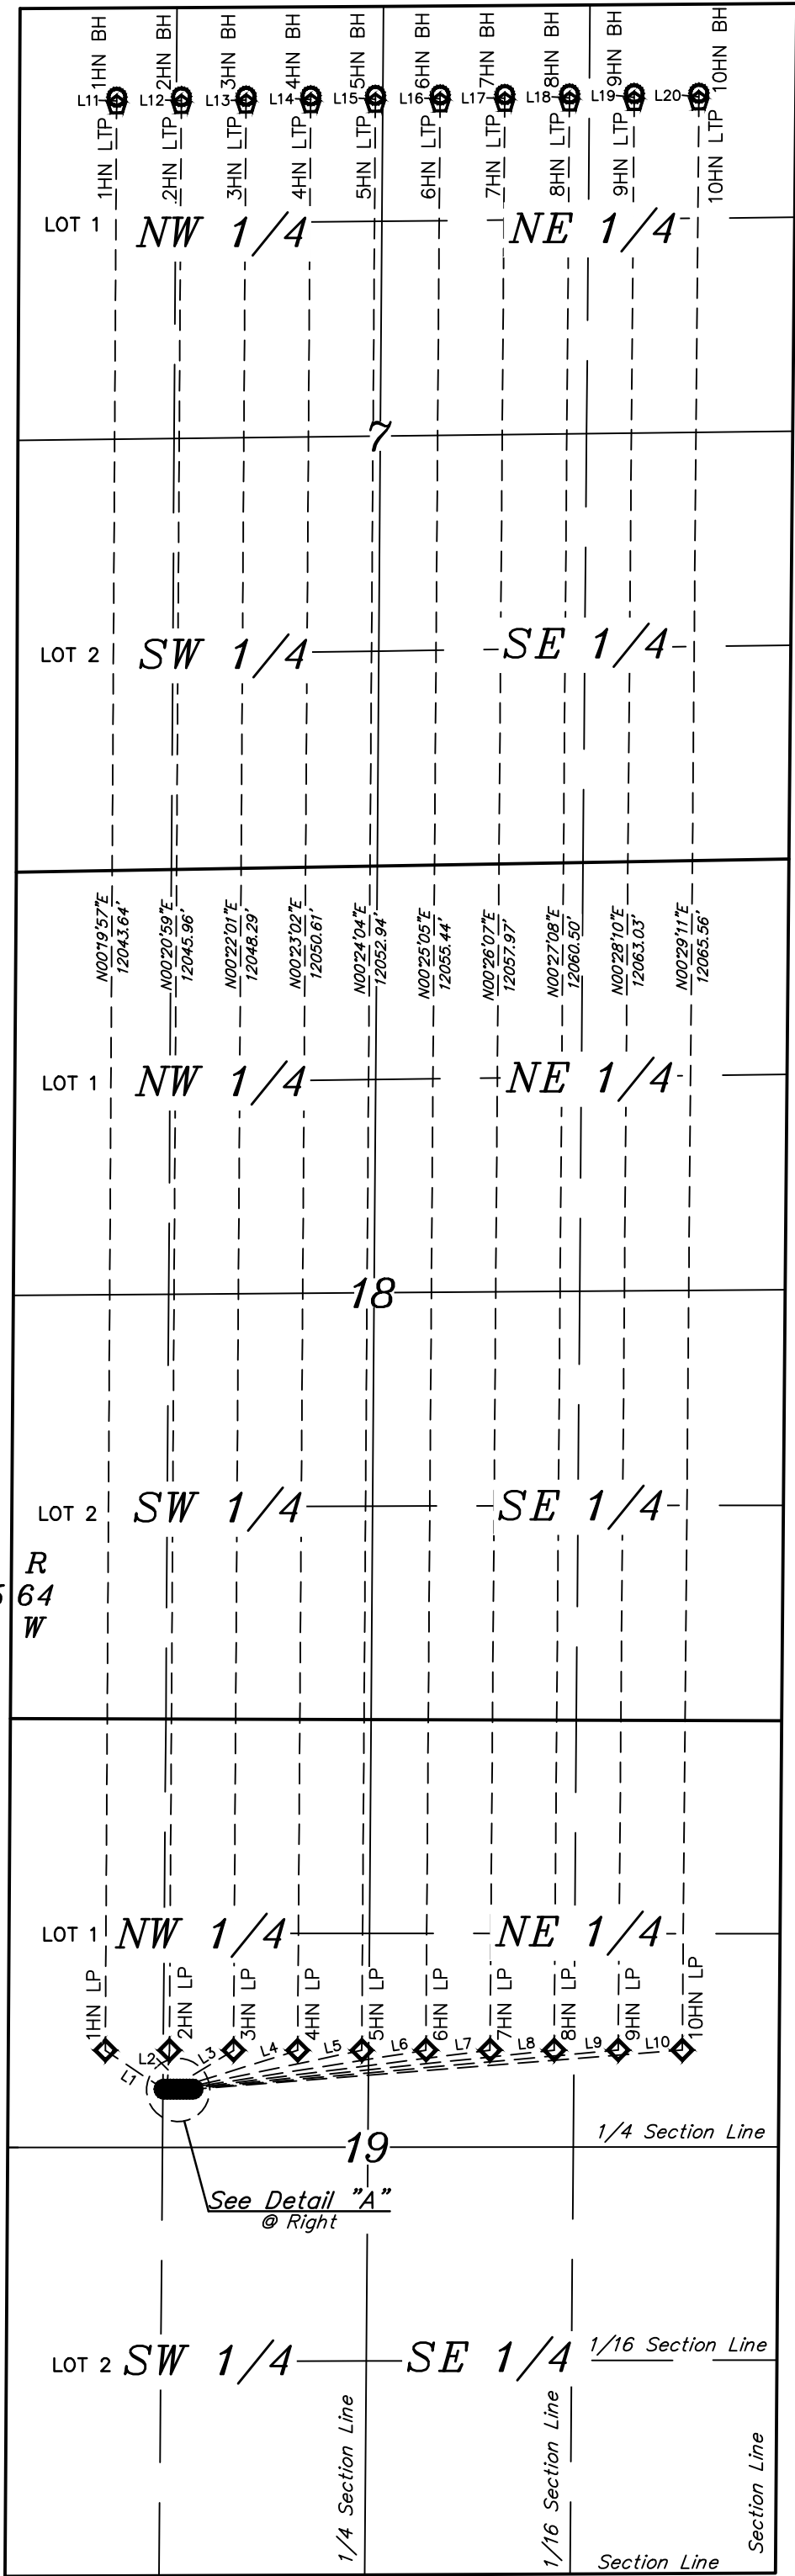 1HN BH
2HN BH
3HN BH
4HN BH
5HN BH
6HN BH
7HN BH
8HN BH
9HN BH
10HN BH
L11
L12
L13
L14
L15
L16
L17
L18
L19
L20
1HN LTP
2HN LTP
3HN LTP
4HN LTP
5HN LTP
6HN LTP
7HN LTP
8HN LTP
9HN LTP
10HN LTP
LOT 1
NW 1/4
NE 1/4
7
LOT 2
SW 1/4
SE 1/4
N00°19'57"E
12043.64'
N00°20'59"E
12045.96'
N00°22'01"E
12048.29'
N00°23'02"E
12050.61'
N00°24'04"E
12052.94'
N00°25'05"E
12055.44'
N00°26'07"E
12057.97'
N00°27'08"E
12060.50'
N00°28'10"E
12063.03'
N00°29'11"E
12065.56'
LOT 1
NW 1/4
NE 1/4
18
LOT 2
SW 1/4
SE 1/4
R
64
W
LOT 1
NW 1/4
NE 1/4
1HN LP
2HN LP
3HN LP
4HN LP
5HN LP
6HN LP
7HN LP
8HN LP
9HN LP
10HN LP
L1
L2
L3
L4
L5
L6
L7
L8
L9
L10
1/4 Section Line
19
See Detail "A"
@ Right
1/16 Section Line
LOT 2
SW 1/4
SE 1/4
1/4 Section Line
1/16 Section Line
Section Line
Section Line